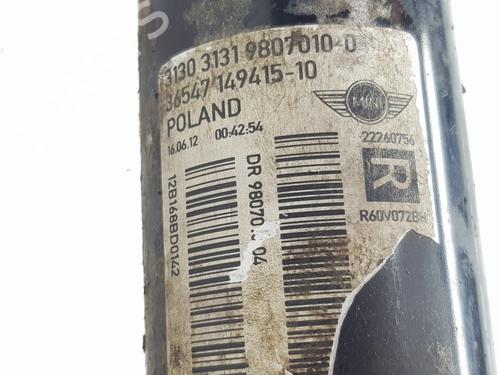 3130 3131 9807010-0
36547 149415-10
POLAND
MINI
16.06.12 00:42:54
22260756
R
R60V072BH
DR 98070 04
12B168BD0142